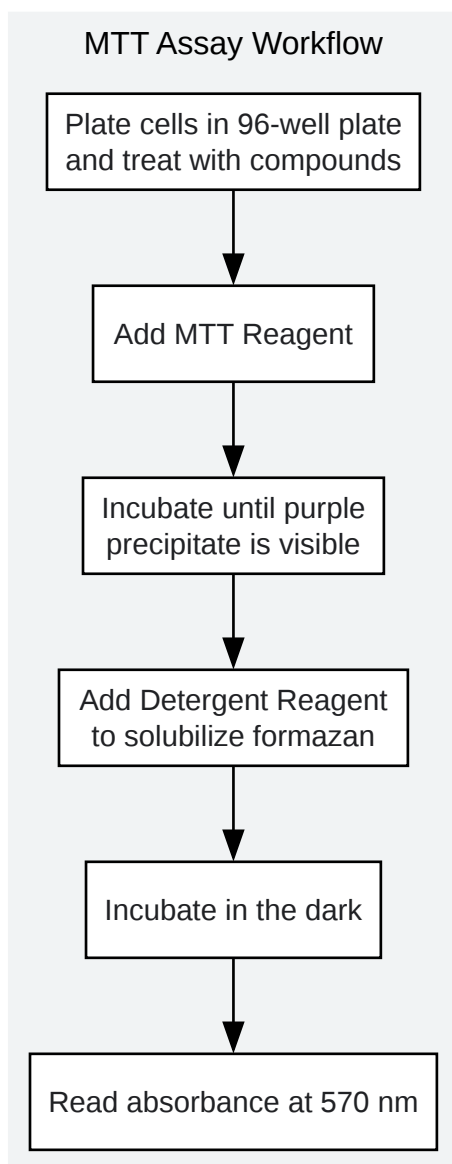 MTT Assay Workflow
Plate cells in 96-well plate
and treat with compounds
Add MTT Reagent
Incubate until purple
precipitate is visible
Add Detergent Reagent
to solubilize formazan
Incubate in the dark
Read absorbance at 570 nm